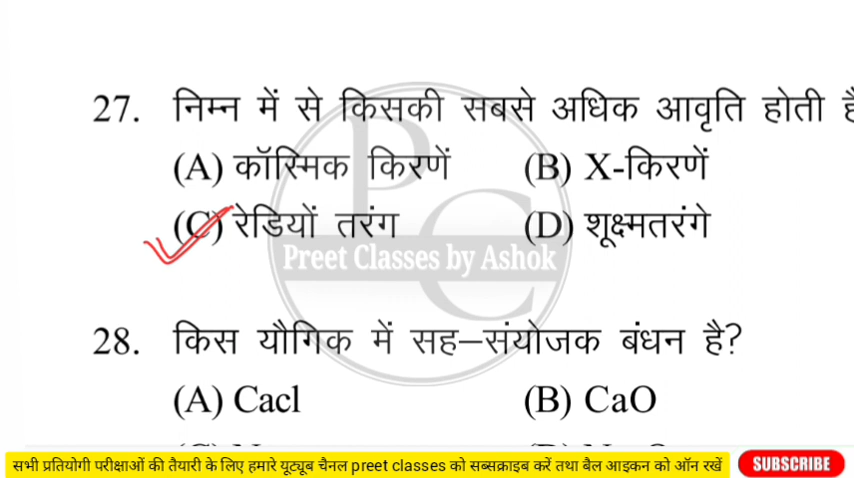 27. निम्न में से किसकी सबसे अधिक आवृति होती है
(A) कॉस्मिक किरणें (B) X-किरणें
(C) रेडियों तरंग (D) शूक्ष्मतरंगे
Preet Classes by Ashok
28. किस यौगिक में सह–संयोजक बंधन है?
(A) Cacl (B) CaO
सभी प्रतियोगी परीक्षाओं की तैयारी के लिए हमारे यूट्यूब चैनल preet classes को सब्सक्राइब करें तथा बैल आइकन को ऑन रखें SUBSCRIBE